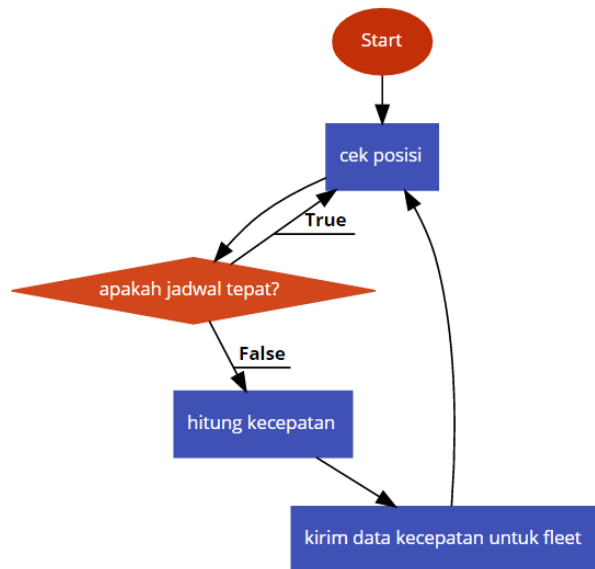 Start
cek posisi
True
apakah jadwal tepat?
False
hitung kecepatan
kirim data kecepatan untuk fleet